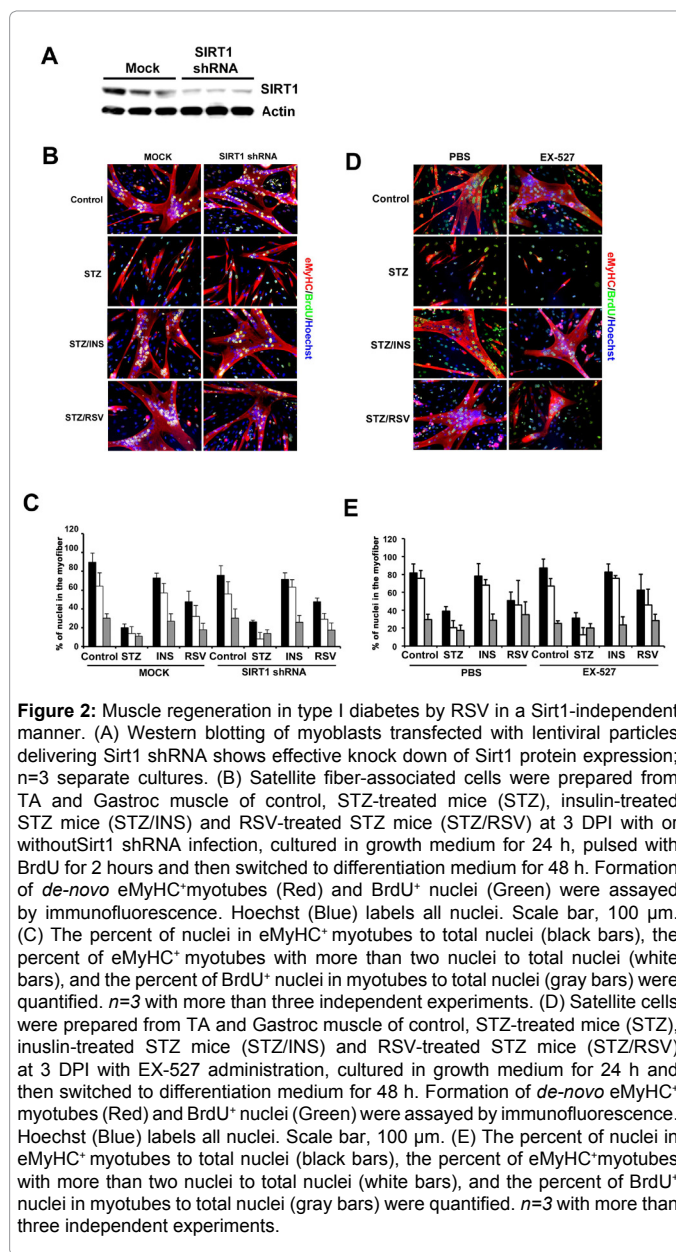 A
Mock
SIRT1
shRNA
SIRT1
Actin
B
MOCK
SIRT1 shRNA
Control
STZ
STZ/INS
STZ/RSV
eMyHC/BrdU/Hoechst
D
PBS
EX-527
Control
STZ
STZ/INS
STZ/RSV
eMyHC/BrdU/Hoechst
C
% of nuclei in the myofiber
120
100
80
60
40
20
0
Control STZ INS RSV Control STZ INS RSV
MOCK
SIRT1 shRNA
E
% of nuclei in the myofiber
120
100
80
60
40
20
0
Control STZ INS RSV Control STZ INS RSV
PBS
EX-527
Figure 2: Muscle regeneration in type I diabetes by RSV in a Sirt1-independent
manner. (A) Western blotting of myoblasts transfected with lentiviral particles
delivering Sirt1 shRNA shows effective knock down of Sirt1 protein expression;
n=3 separate cultures. (B) Satellite fiber-associated cells were prepared from
TA and Gastroc muscle of control, STZ-treated mice (STZ), insulin-treated
STZ mice (STZ/INS) and RSV-treated STZ mice (STZ/RSV) at 3 DPI with or
withoutSirt1 shRNA infection, cultured in growth medium for 24 h, pulsed with
BrdU for 2 hours and then switched to differentiation medium for 48 h. Formation
of de-novo eMyHC⁺myotubes (Red) and BrdU⁺ nuclei (Green) were assayed
by immunofluorescence. Hoechst (Blue) labels all nuclei. Scale bar, 100 µm.
(C) The percent of nuclei in eMyHC⁺ myotubes to total nuclei (black bars), the
percent of eMyHC⁺ myotubes with more than two nuclei to total nuclei (white
bars), and the percent of BrdU⁺ nuclei in myotubes to total nuclei (gray bars) were
quantified. n=3 with more than three independent experiments. (D) Satellite cells
were prepared from TA and Gastroc muscle of control, STZ-treated mice (STZ),
inuslin-treated STZ mice (STZ/INS) and RSV-treated STZ mice (STZ/RSV)
at 3 DPI with EX-527 administration, cultured in growth medium for 24 h and
then switched to differentiation medium for 48 h. Formation of de-novo eMyHC⁺
myotubes (Red) and BrdU⁺ nuclei (Green) were assayed by immunofluorescence.
Hoechst (Blue) labels all nuclei. Scale bar, 100 µm. (E) The percent of nuclei in
eMyHC⁺ myotubes to total nuclei (black bars), the percent of eMyHC⁺myotubes
with more than two nuclei to total nuclei (white bars), and the percent of BrdU⁺
nuclei in myotubes to total nuclei (gray bars) were quantified. n=3 with more than
three independent experiments.